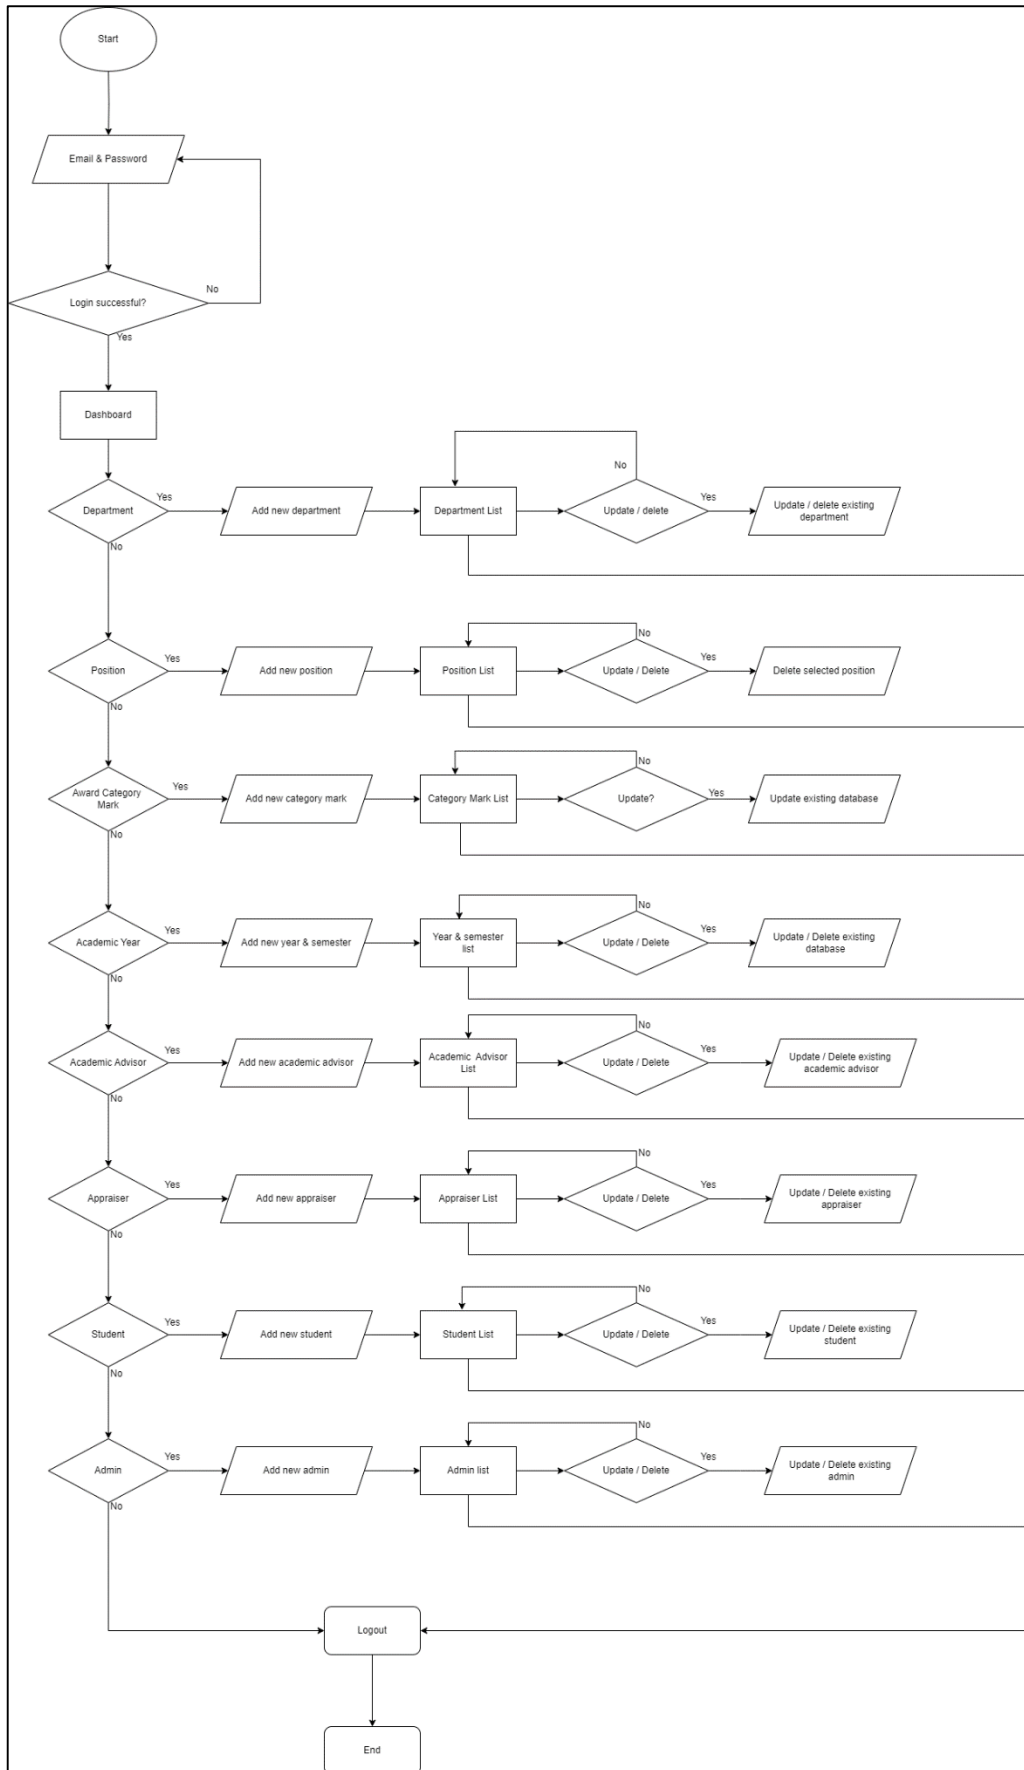 Start
Email & Password
No
Login successful?
Yes
Dashboard
No
Yes
Yes
Department
Add new department
Department List
Update / delete
Update / delete existing
department
No
No
Yes
Yes
Position
Add new position
Position List
Update / Delete
Delete selected position
No
No
Yes
Yes
Award Category
Mark
Add new category mark
Category Mark List
Update?
Update existing database
No
No
Yes
Yes
Academic Year
Add new year & semester
Year & semester
list
Update / Delete
Update / Delete existing
database
No
No
Yes
Yes
Academic Advisor
Add new academic advisor
Academic Advisor
List
Update / Delete
Update / Delete existing
academic advisor
No
No
Yes
Yes
Appraiser
Add new appraiser
Appraiser List
Update / Delete
Update / Delete existing
appraiser
No
No
Yes
Yes
Student
Add new student
Student List
Update / Delete
Update / Delete existing
student
No
No
Yes
Yes
Admin
Add new admin
Admin list
Update / Delete
Update / Delete existing
admin
No
Logout
End